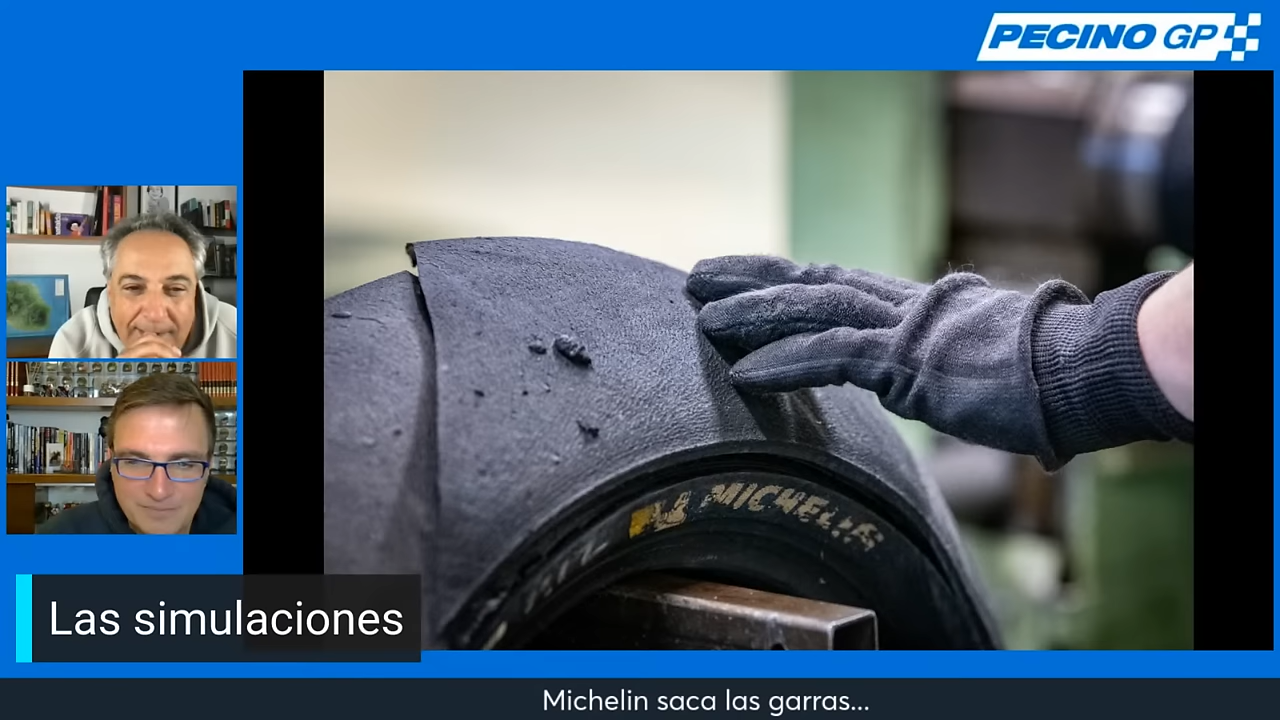 PECINO GP
MICHELIN
Las simulaciones
Michelin saca las garras...